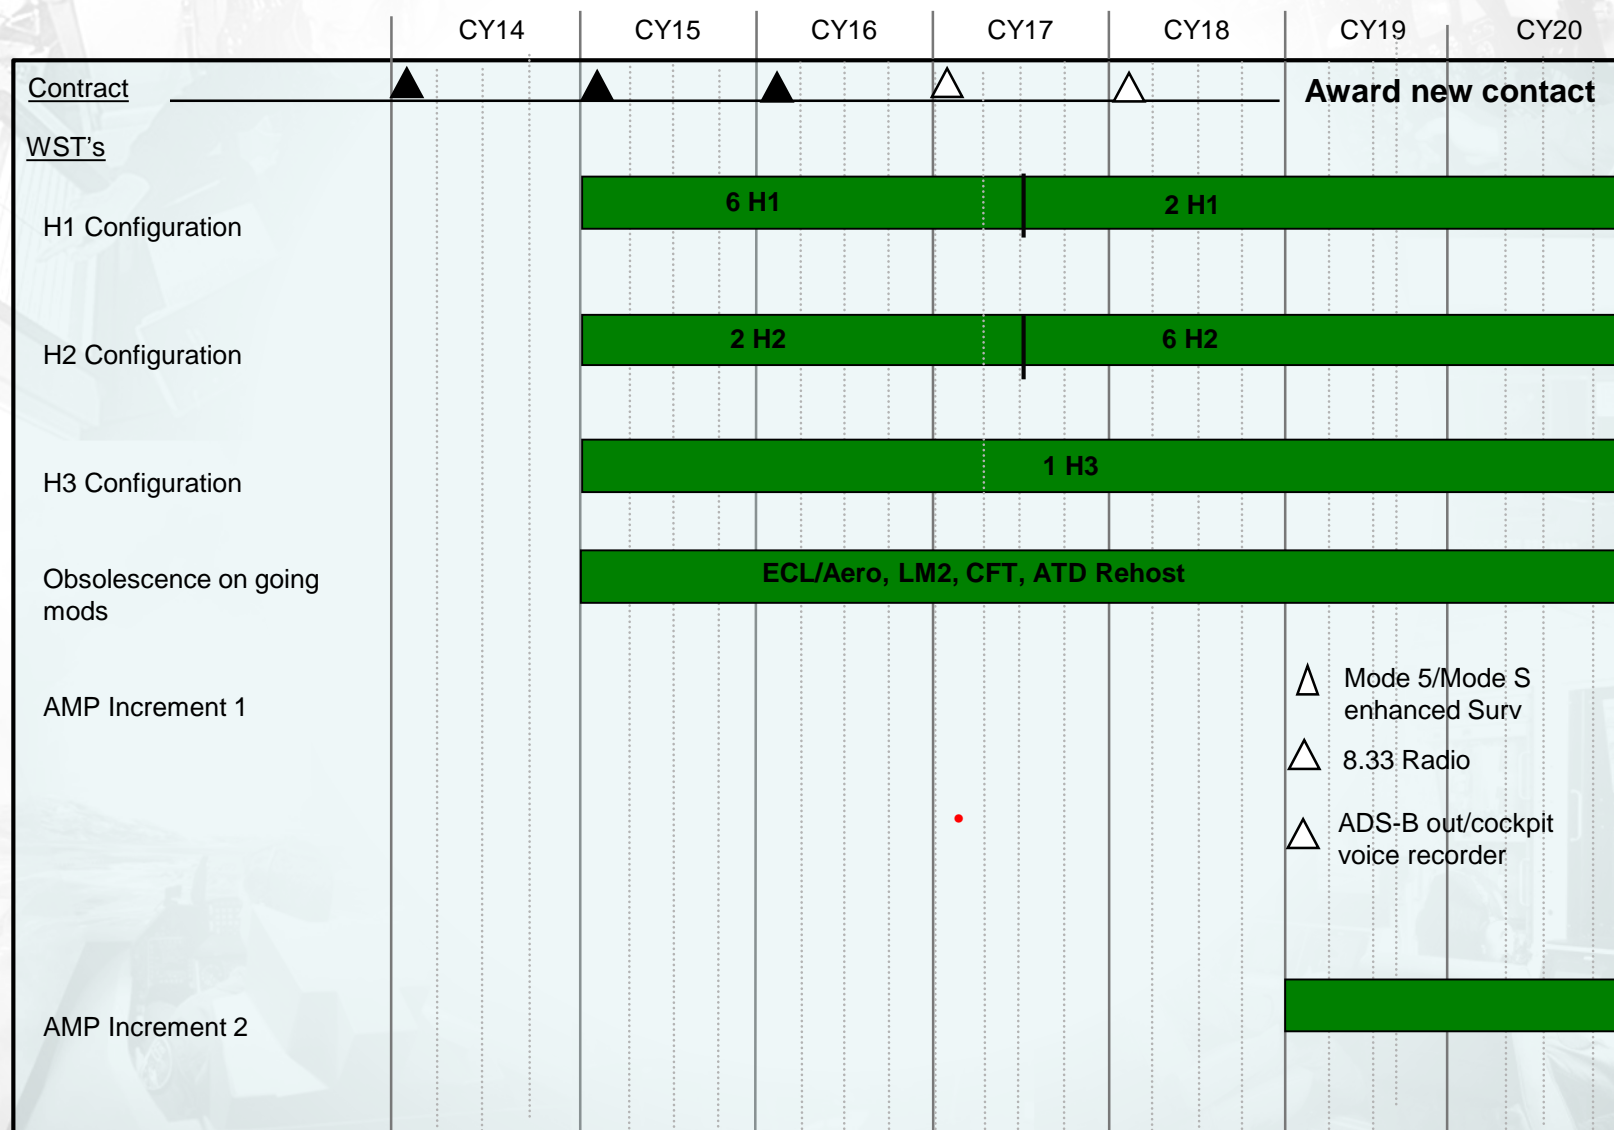 CY14 CY15 CY16 CY17 CY18 CY19 CY20
Contract
Award new contact
WST's
H1 Configuration
6 H1
2 H1
H2 Configuration
2 H2
6 H2
H3 Configuration
1 H3
Obsolescence on going
mods
ECL/Aero, LM2, CFT, ATD Rehost
AMP Increment 1
Mode 5/Mode S
enhanced Surv
8.33 Radio
ADS-B out/cockpit
voice recorder
AMP Increment 2